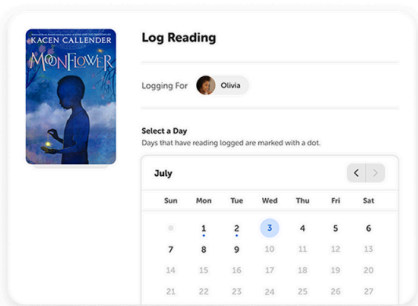 KACEN CALLENDER
MOONFLOWER
Log Reading
Logging For Olivia
Select a Day
Days that have reading logged are marked with a dot.
July
Sun Mon Tue Wed Thu Fri Sat
1 2 3 4 5 6
7 8 9 10 11 12 13
14 15 16 17 18 19 20
21 22 23 24 25 26 27